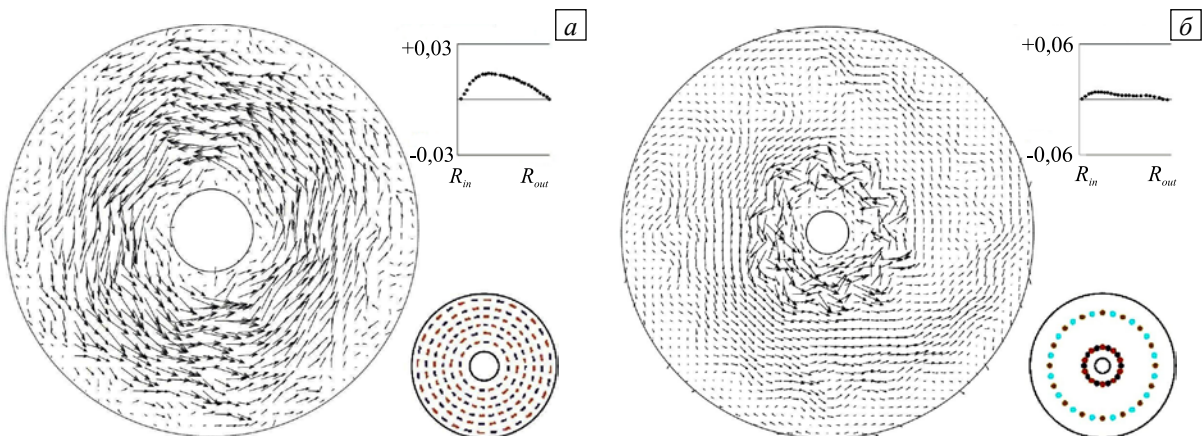 a
+0,03
-0,03
R_in R_out
б
+0,06
-0,06
R_in R_out